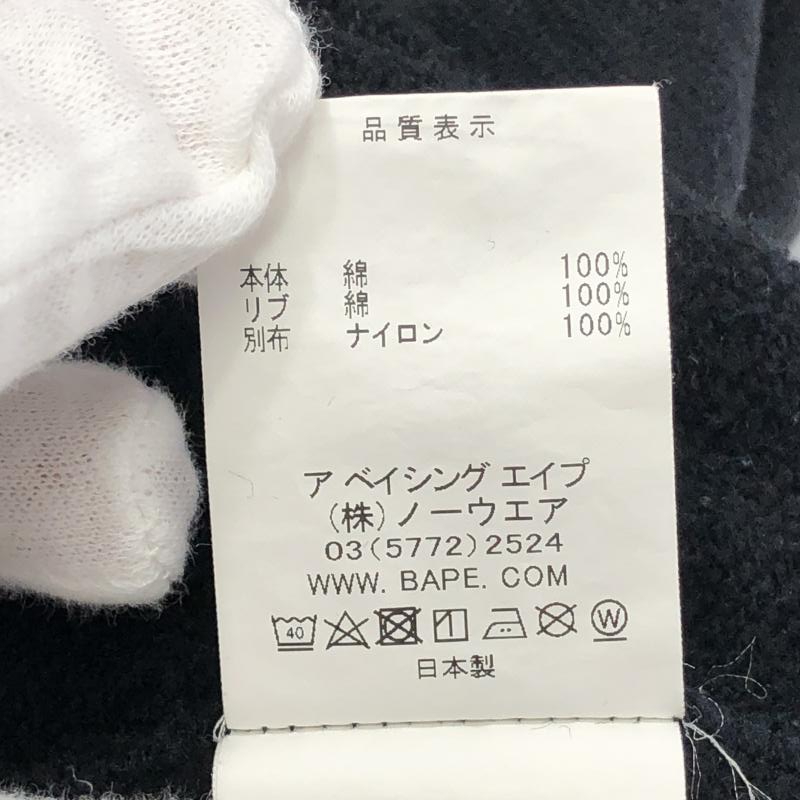 品質表示
本体 綿 100%
リブ 綿 100%
別布 ナイロン 100%
ア ベイシング エイプ
(株)ノーウエア
03(5772)2524
WWW. BAPE. COM
40 W
日本製